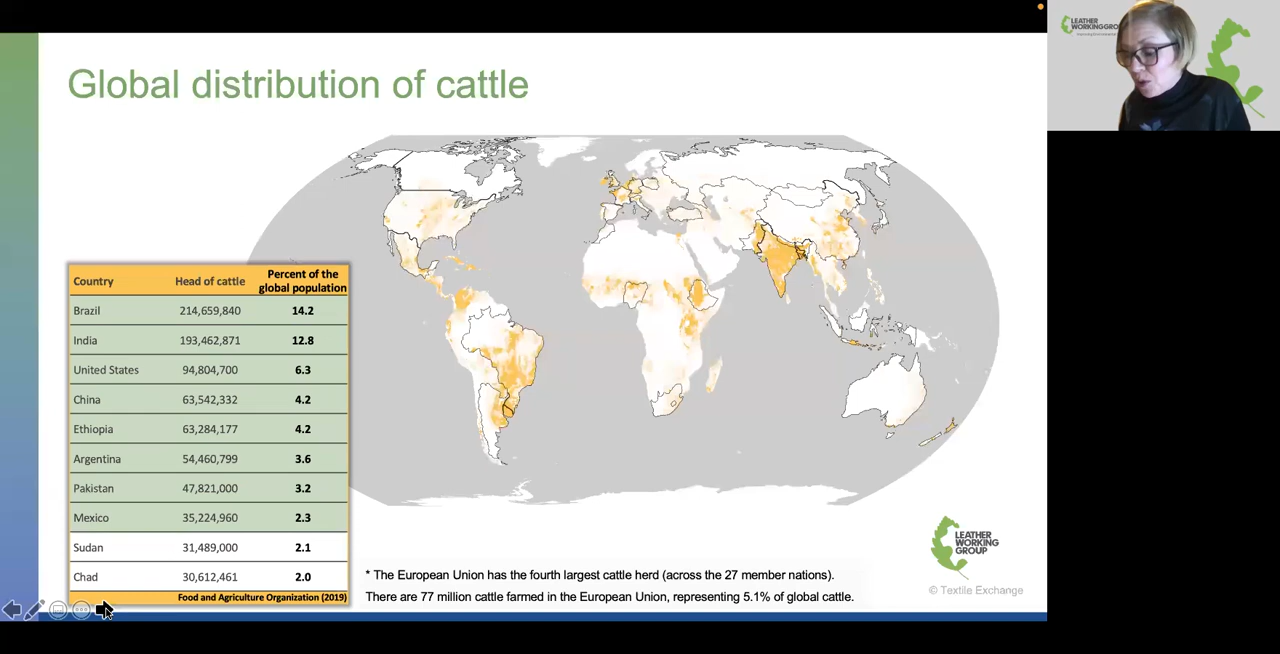 Global distribution of cattle
LEATHER
WORKING GROUP
Country Head of cattle Percent of the global population
Brazil 214,659,840 14.2
India 193,462,871 12.8
United States 94,804,700 6.3
China 63,542,332 4.2
Ethiopia 63,284,177 4.2
Argentina 54,460,799 3.6
Pakistan 47,821,000 3.2
Mexico 35,224,960 2.3
Sudan 31,489,000 2.1
Chad 30,612,461 2.0
Food and Agriculture Organization (2019)
* The European Union has the fourth largest cattle herd (across the 27 member nations).
There are 77 million cattle farmed in the European Union, representing 5.1% of global cattle.
LEATHER
WORKING
GROUP
© Textile Exchange